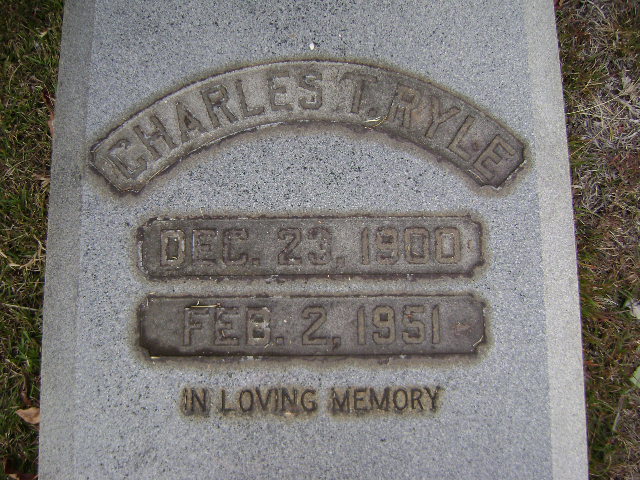 CHARLES T. RYLE
DEC. 23, 1900
FEB. 2, 1951
IN LOVING MEMORY